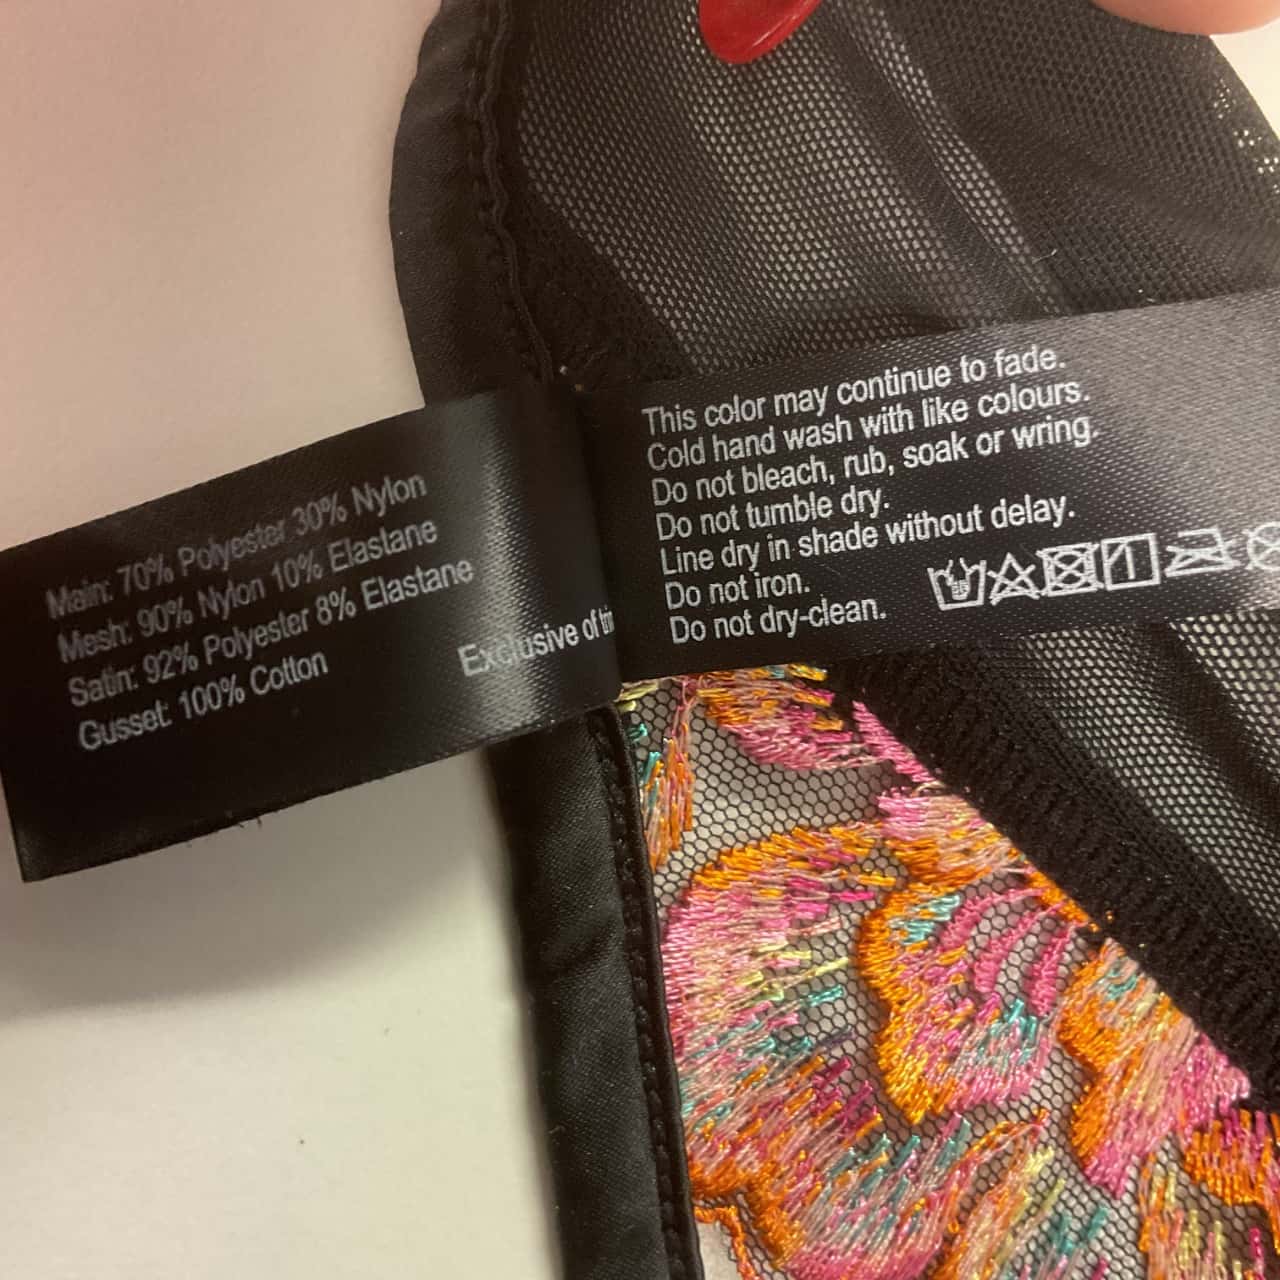 Main: 70% Polyester 30% Nylon
Mesh: 90% Nylon 10% Elastane
Satin: 92% Polyester 8% Elastane
Gusset: 100% Cotton
Exclusive of
This color may continue to fade.
Cold hand wash with like colours.
Do not bleach, rub, soak or wring.
Do not tumble dry.
Line dry in shade without delay.
Do not iron.
Do not dry-clean.